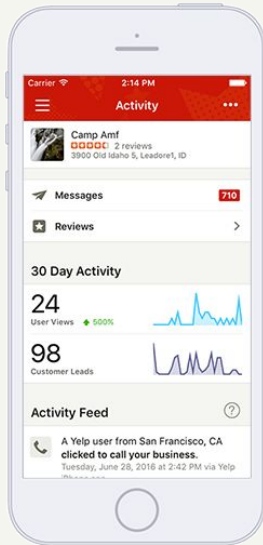 Carrier 2:14 PM
Activity
Camp Amf
2 reviews
3900 Old Idaho 5, Leadore1, ID
Messages 710
Reviews
30 Day Activity
24
User Views 500%
98
Customer Leads
Activity Feed ?
A Yelp user from San Francisco, CA
clicked to call your business.
Tuesday, June 28, 2016 at 2:42 PM via Yelp
iPhone app